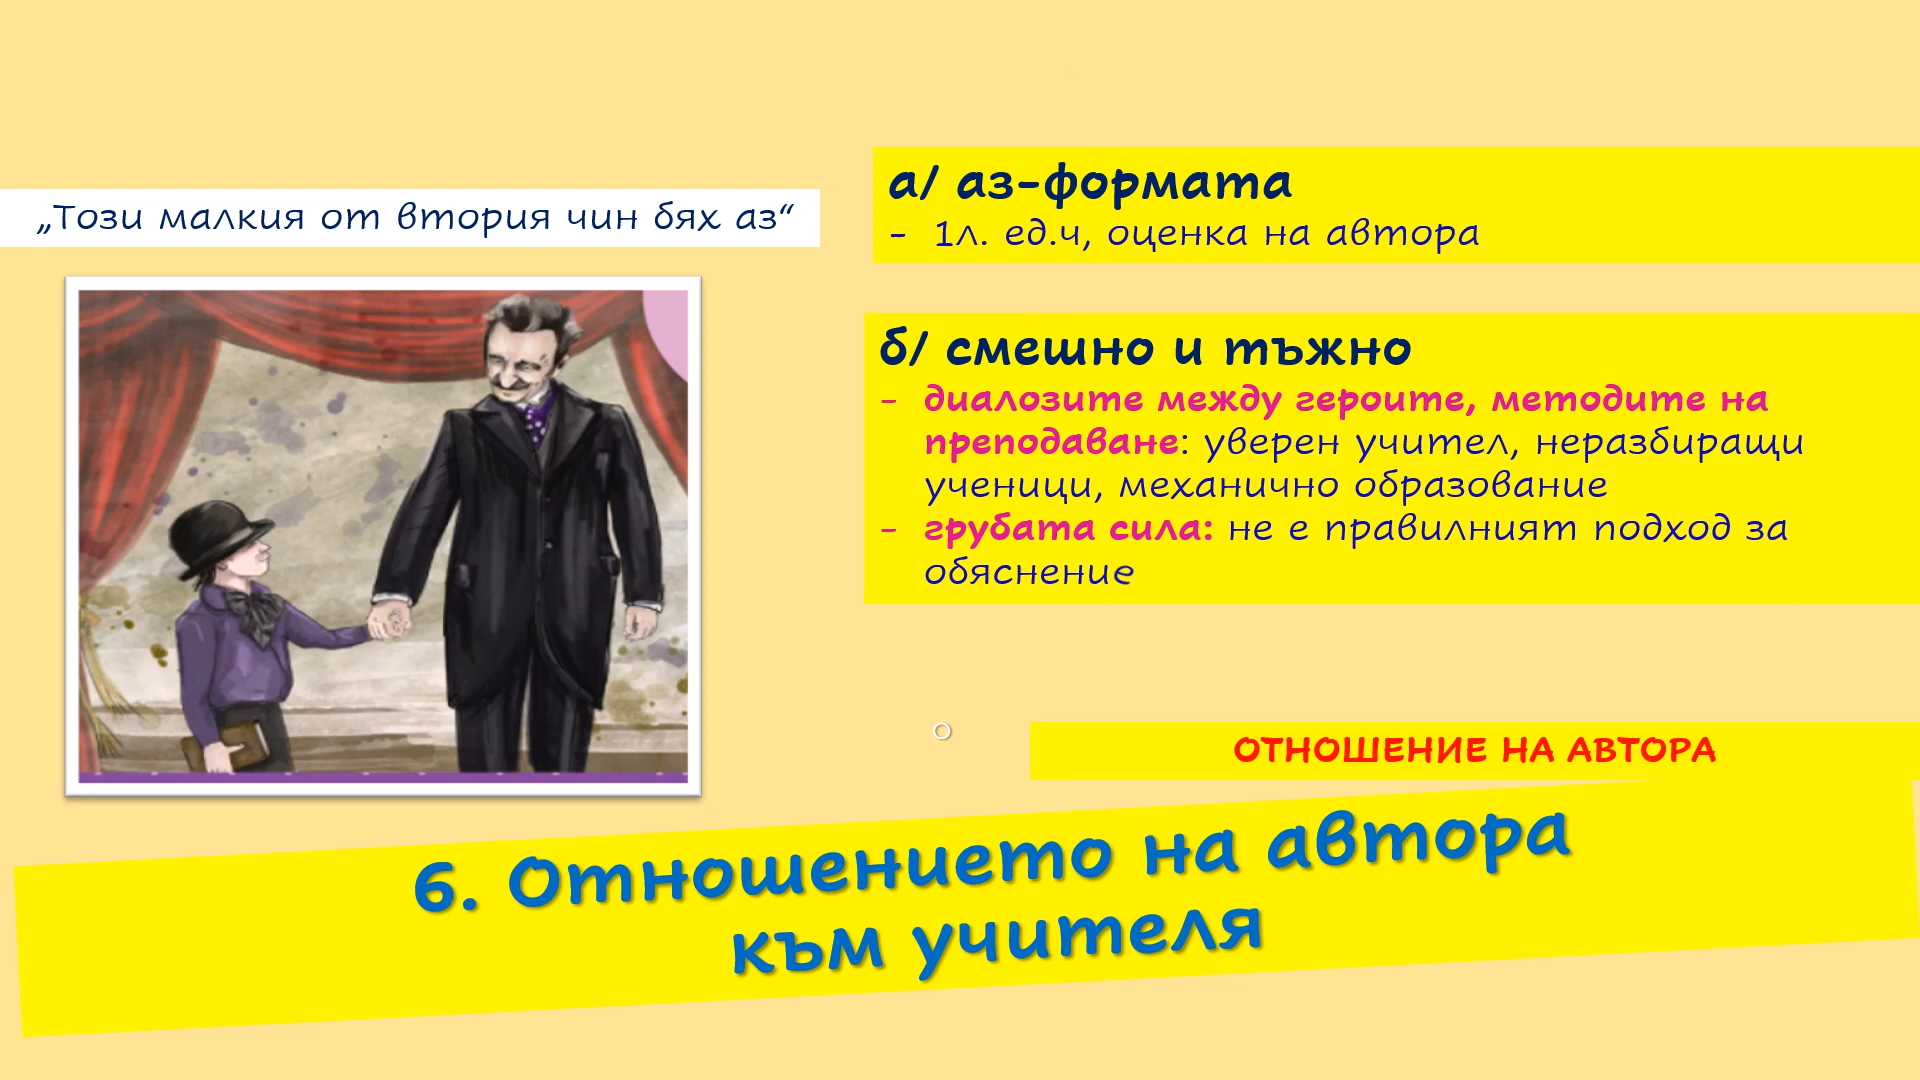 „Този малкия от втория чин бях аз“
а/ аз-формата
- 1л. ед.ч, оценка на автора
б/ смешно и тъжно
- диалозите между героите, методите на
преподаване: уверен учител, неразбиращи
ученици, механично образование
- грубата сила: не е правилният подход за
обяснение
ОТНОШЕНИЕ НА АВТОРА
6. Отношението на автора
към учителя